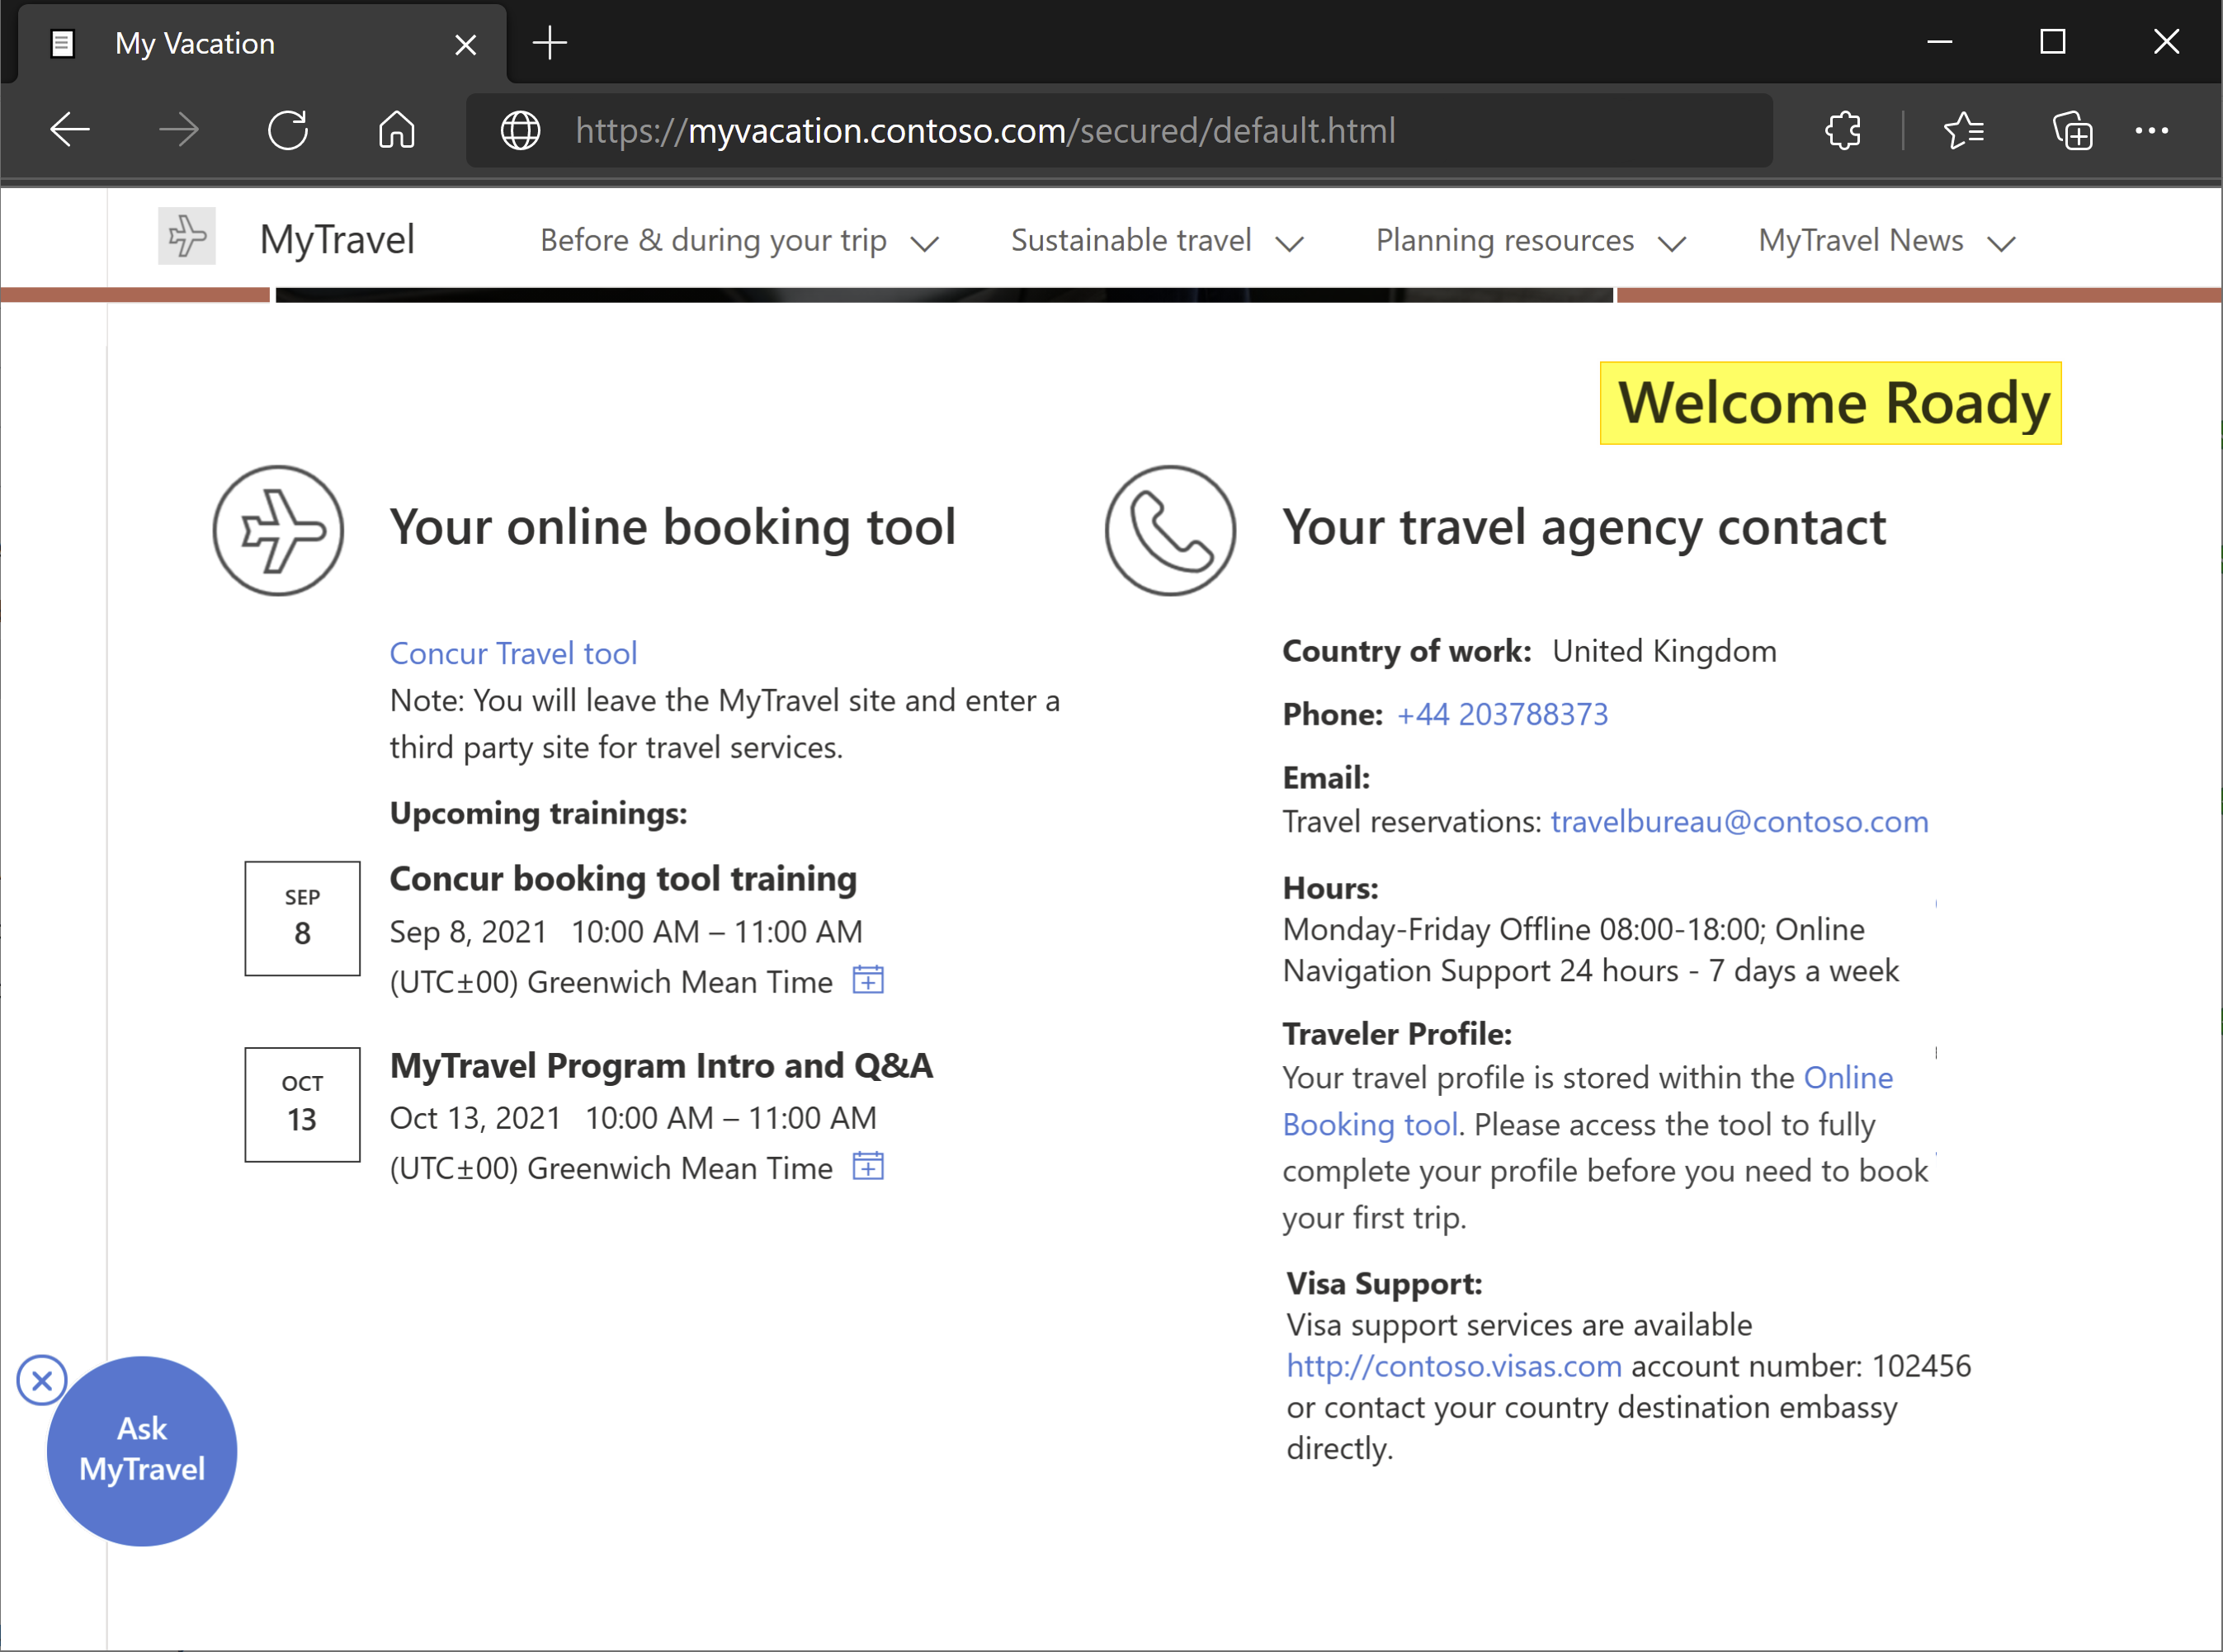 My Vacation
https://myvacation.contoso.com/secured/default.html
MyTravel
Before & during your trip
Sustainable travel
Planning resources
MyTravel News
Welcome Roady
Your online booking tool
Concur Travel tool
Note: You will leave the MyTravel site and enter a
third party site for travel services.
Upcoming trainings:
SEP
8
Concur booking tool training
Sep 8, 2021 10:00 AM – 11:00 AM
(UTC±00) Greenwich Mean Time
OCT
13
MyTravel Program Intro and Q&A
Oct 13, 2021 10:00 AM – 11:00 AM
(UTC±00) Greenwich Mean Time
Your travel agency contact
Country of work: United Kingdom
Phone: +44 203788373
Email:
Travel reservations: travelbureau@contoso.com
Hours:
Monday-Friday Offline 08:00-18:00; Online
Navigation Support 24 hours - 7 days a week
Traveler Profile:
Your travel profile is stored within the Online
Booking tool. Please access the tool to fully
complete your profile before you need to book
your first trip.
Visa Support:
Visa support services are available
http://contoso.visas.com account number: 102456
or contact your country destination embassy
directly.
Ask
MyTravel